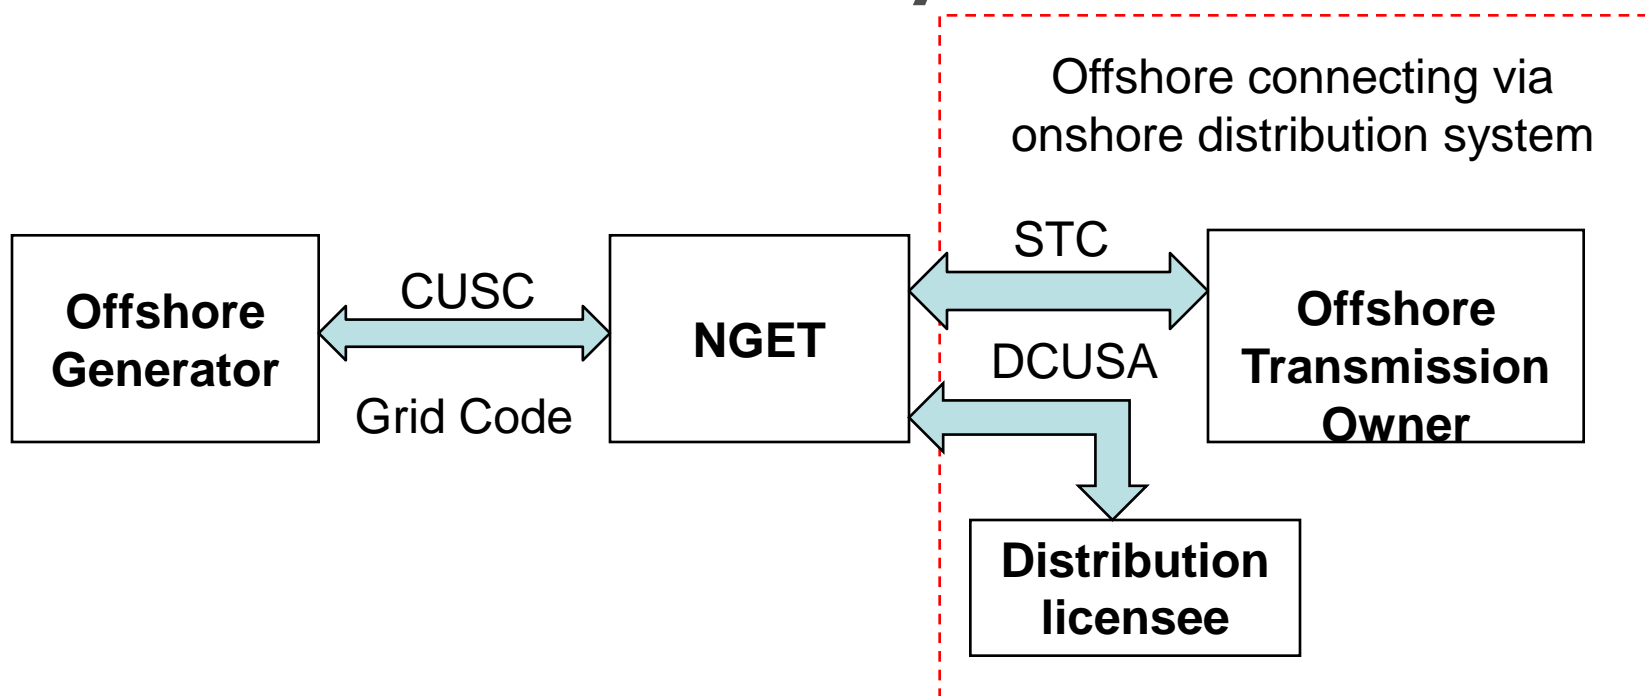 Offshore connecting via
onshore distribution system
STC
CUSC
Offshore
Generator
NGET
Offshore
Transmission
Owner
DCUSA
Grid Code
Distribution
licensee